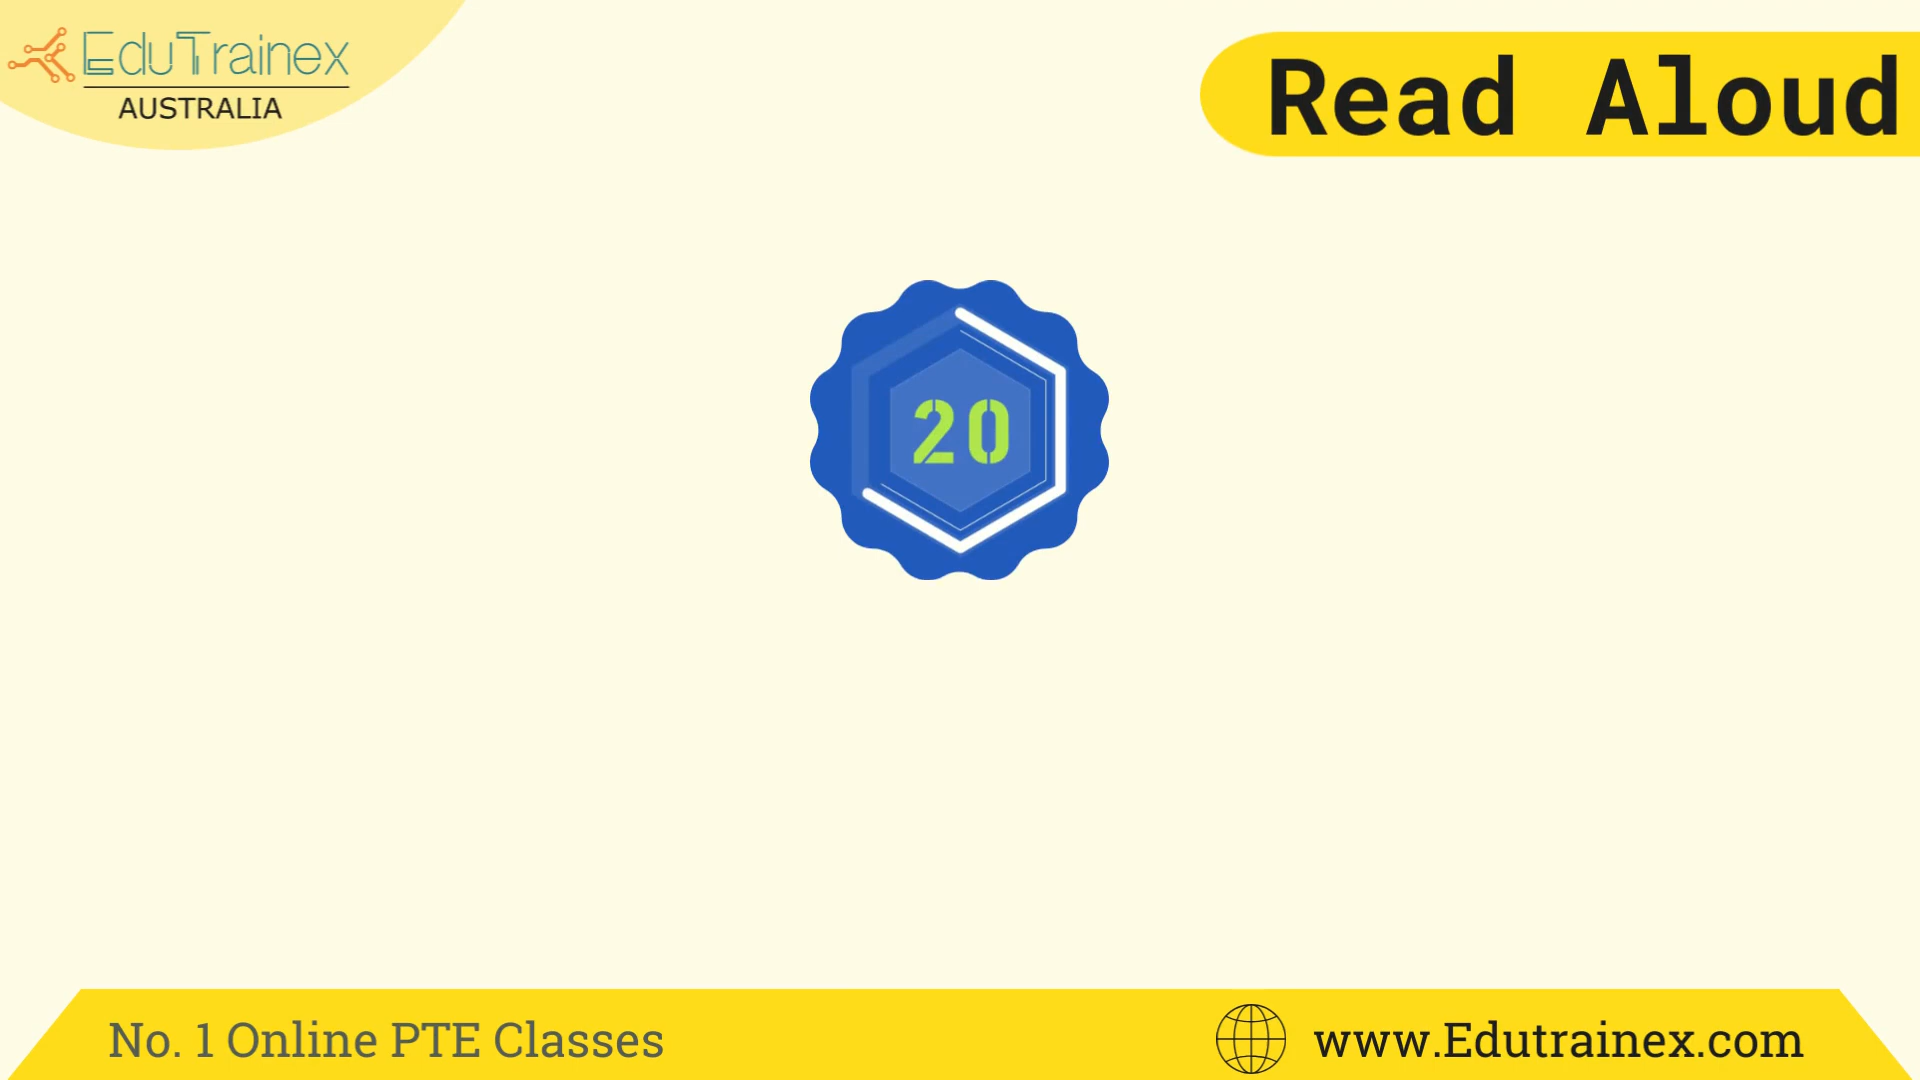 EduTrainex
AUSTRALIA
Read Aloud
20
No. 1 Online PTE Classes
www.Edutrainex.com